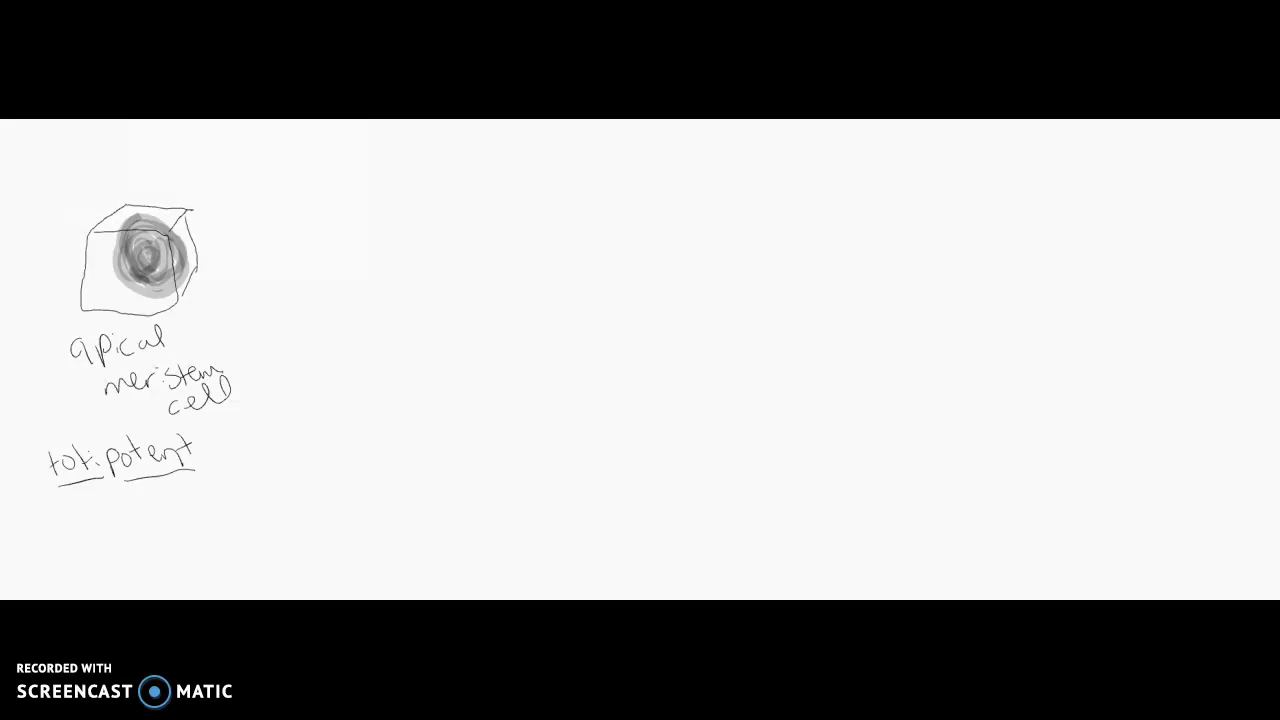 apical
meristem
cell
totipotent
RECORDED WITH
SCREENCAST MATIC